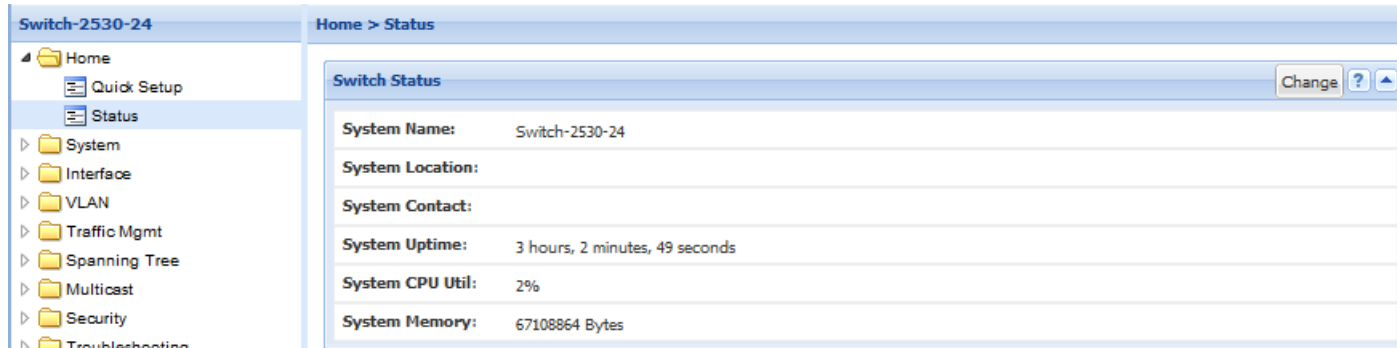 Switch-2530-24
Home
Quick Setup
Status
System
Interface
VLAN
Traffic Mgmt
Spanning Tree
Multicast
Security
Troubleshooting
Home > Status
Switch Status
Change ?
System Name: Switch-2530-24
System Location:
System Contact:
System Uptime: 3 hours, 2 minutes, 49 seconds
System CPU Util: 2%
System Memory: 67108864 Bytes